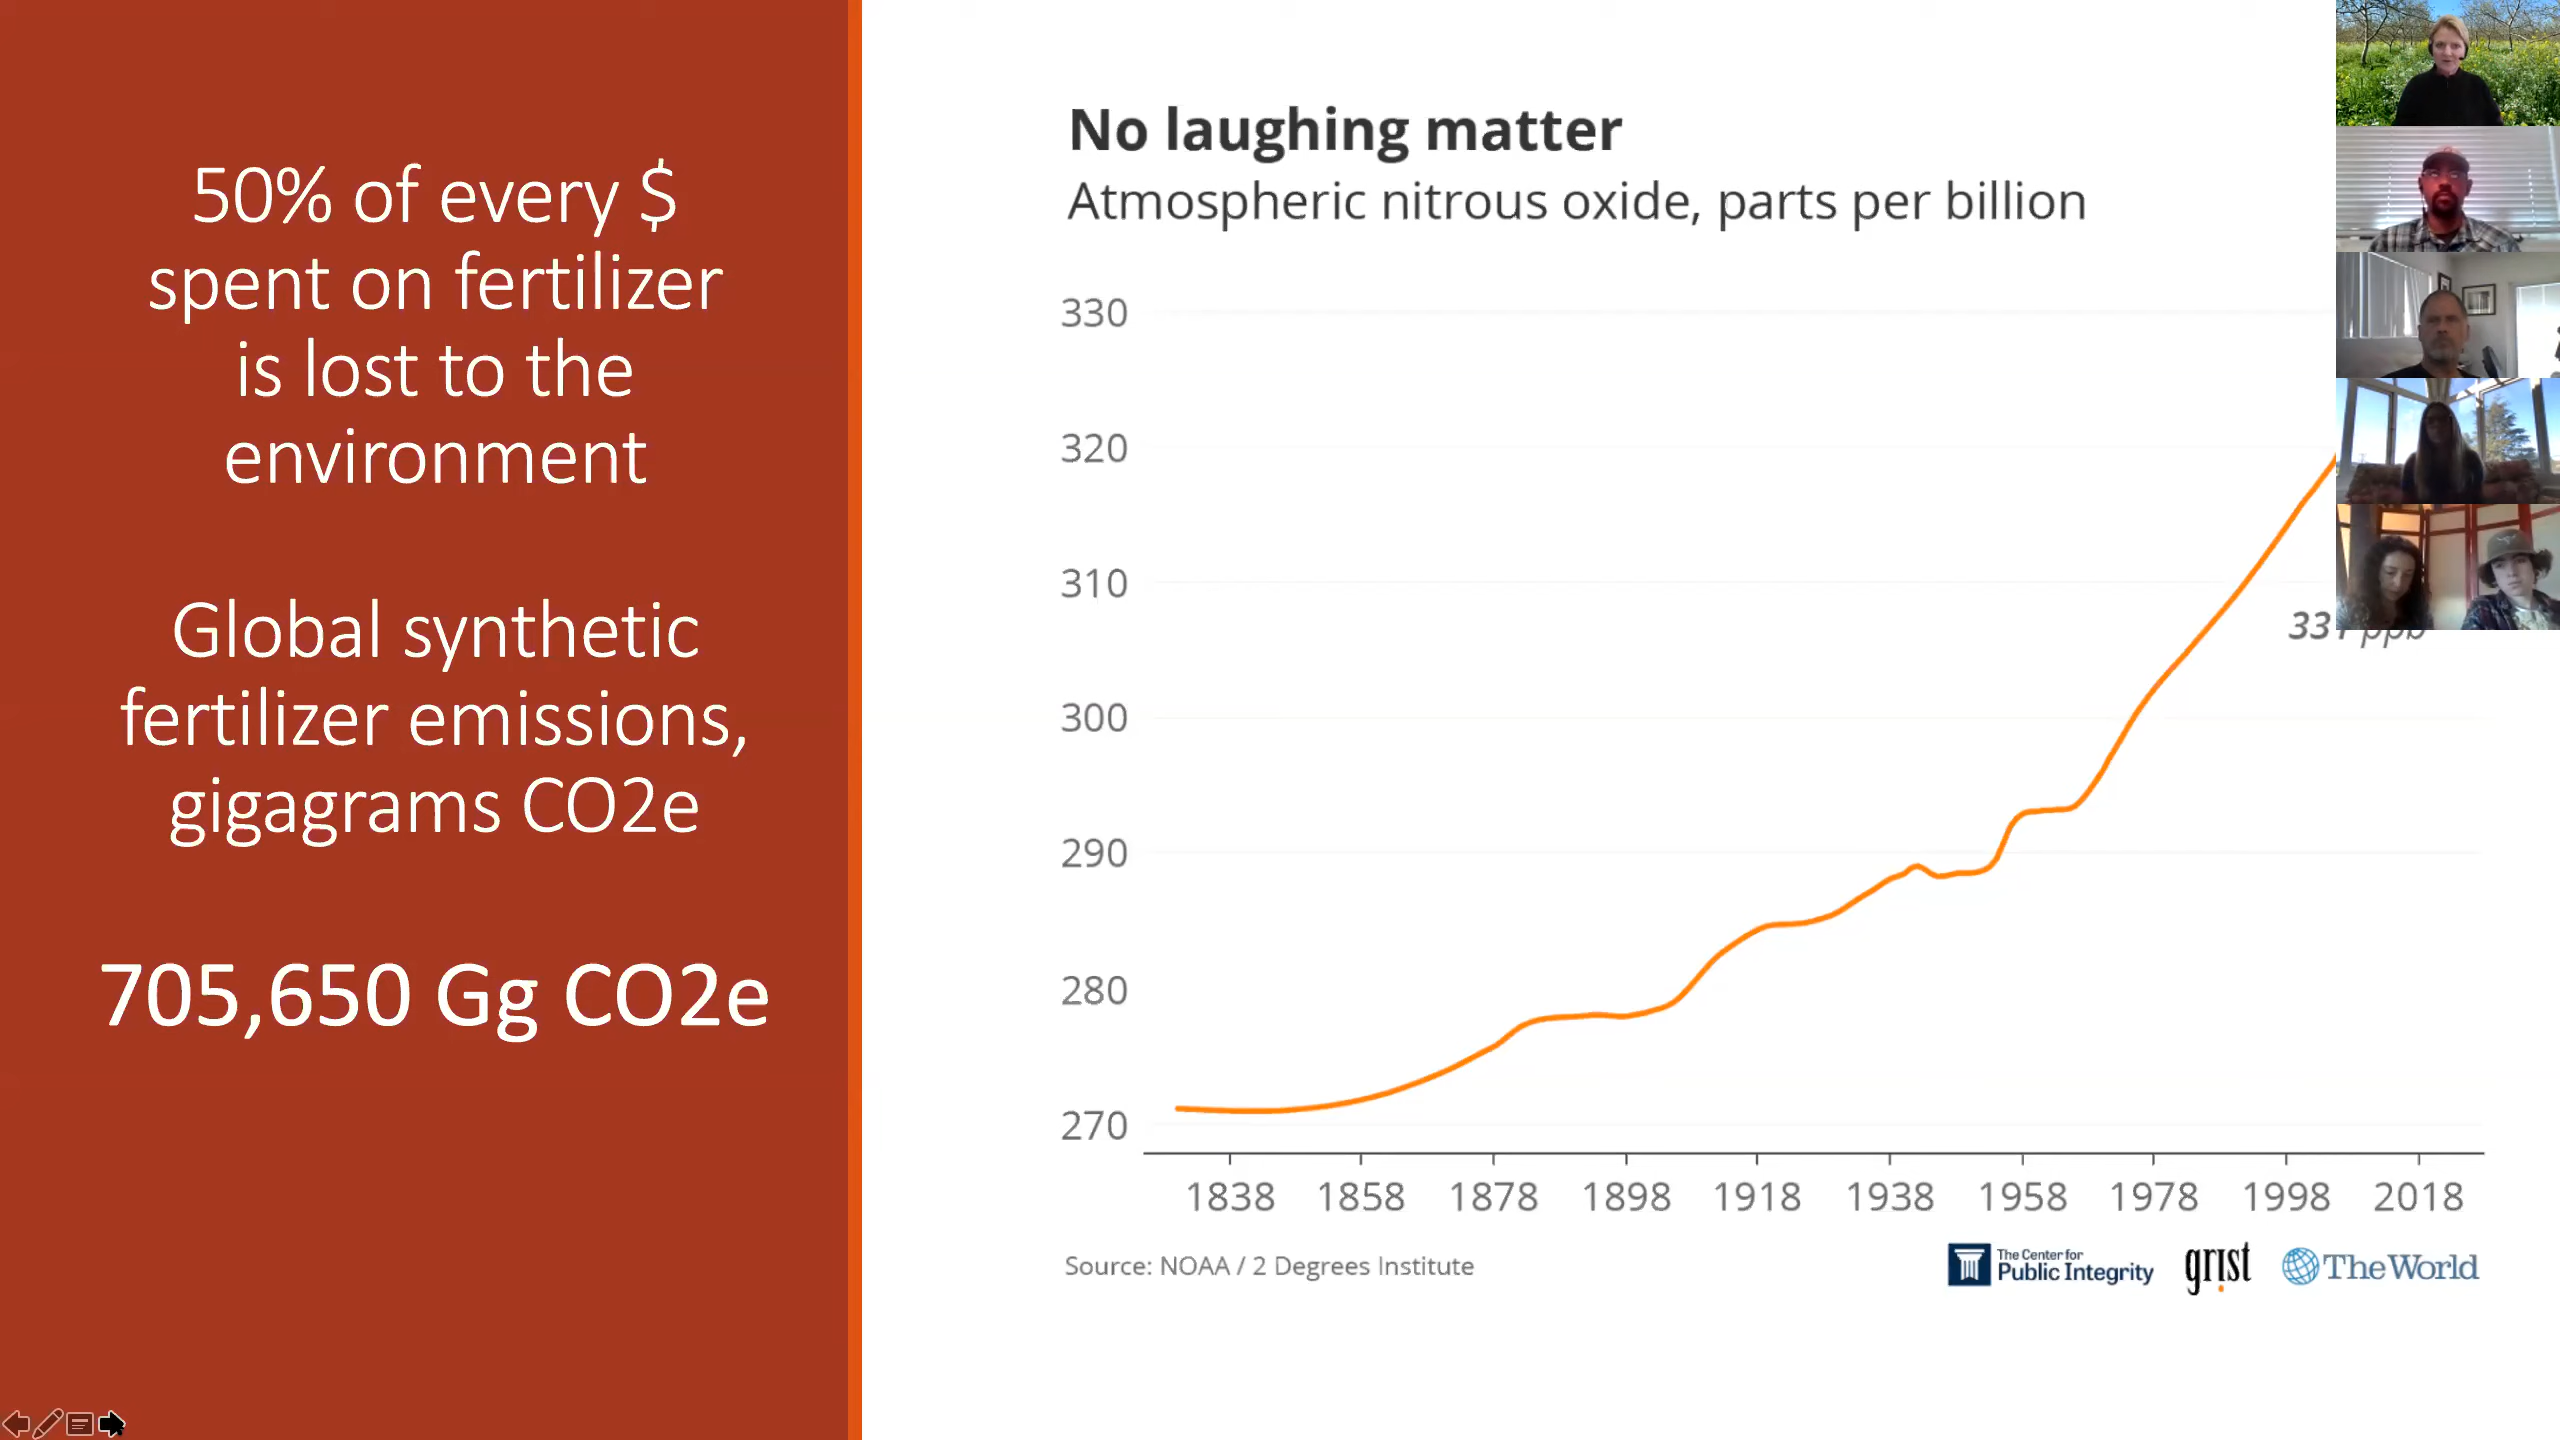 50% of every $
spent on fertilizer
is lost to the
environment
Global synthetic
fertilizer emissions,
gigagrams CO2e
705,650 Gg CO2e
No laughing matter
Atmospheric nitrous oxide, parts per billion
330
320
310
300
290
280
270
ppb
1838 1858 1878 1898 1918 1938 1958 1978 1998 2018
Source: NOAA / 2 Degrees Institute
The Center for
Public Integrity
grist
The World